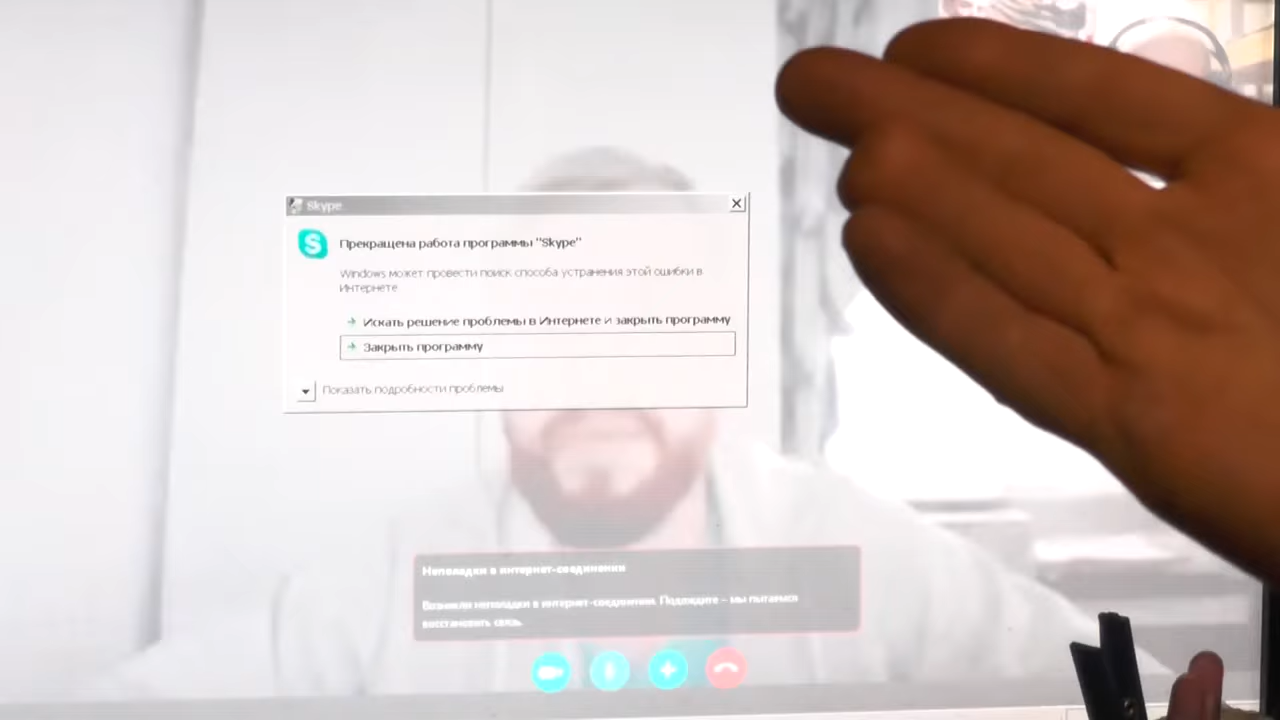 Skype
Прекращена работа программы "Skype"
Windows может провести поиск способа устранения этой ошибки в
Интернете
Искать решение проблемы в Интернете и закрыть программу
Закрыть программу
Показать подробности проблемы
Неполадки в интернет-соединении
Возникли неполадки в интернет-соединении. Подождите – мы пытаемся
восстановить связь.